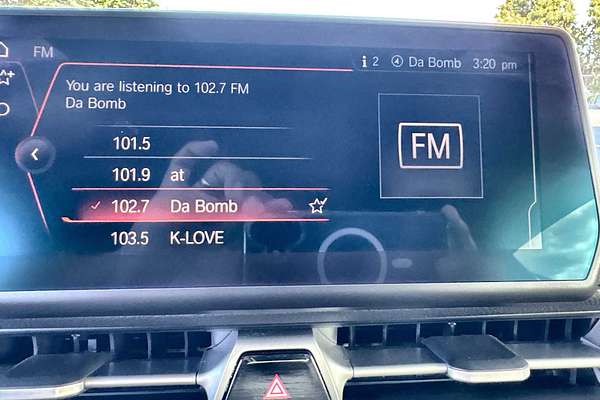 FM
i 2 Da Bomb 3:20 pm
You are listening to 102.7 FM
Da Bomb
101.5
101.9 at
102.7 Da Bomb
103.5 K-LOVE
FM